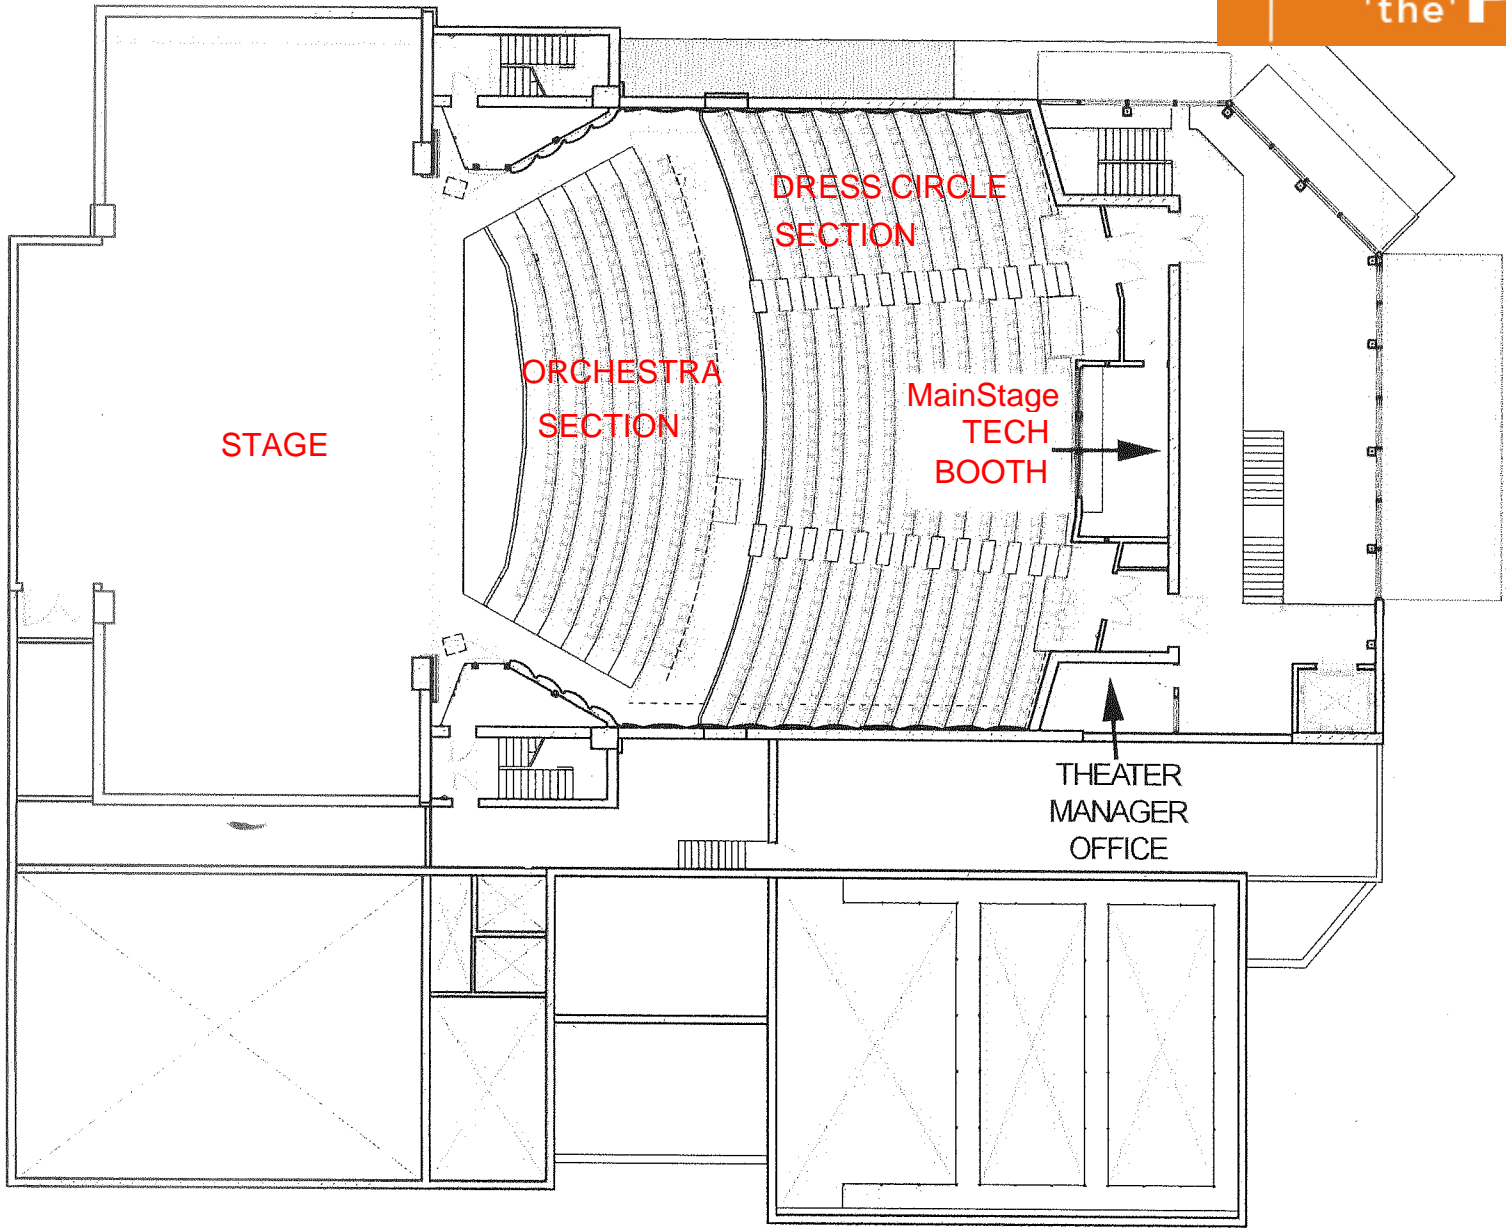 'the'
DRESS CIRCLE
SECTION
ORCHESTRA
SECTION
STAGE
MainStage
TECH
BOOTH
THEATER
MANAGER
OFFICE